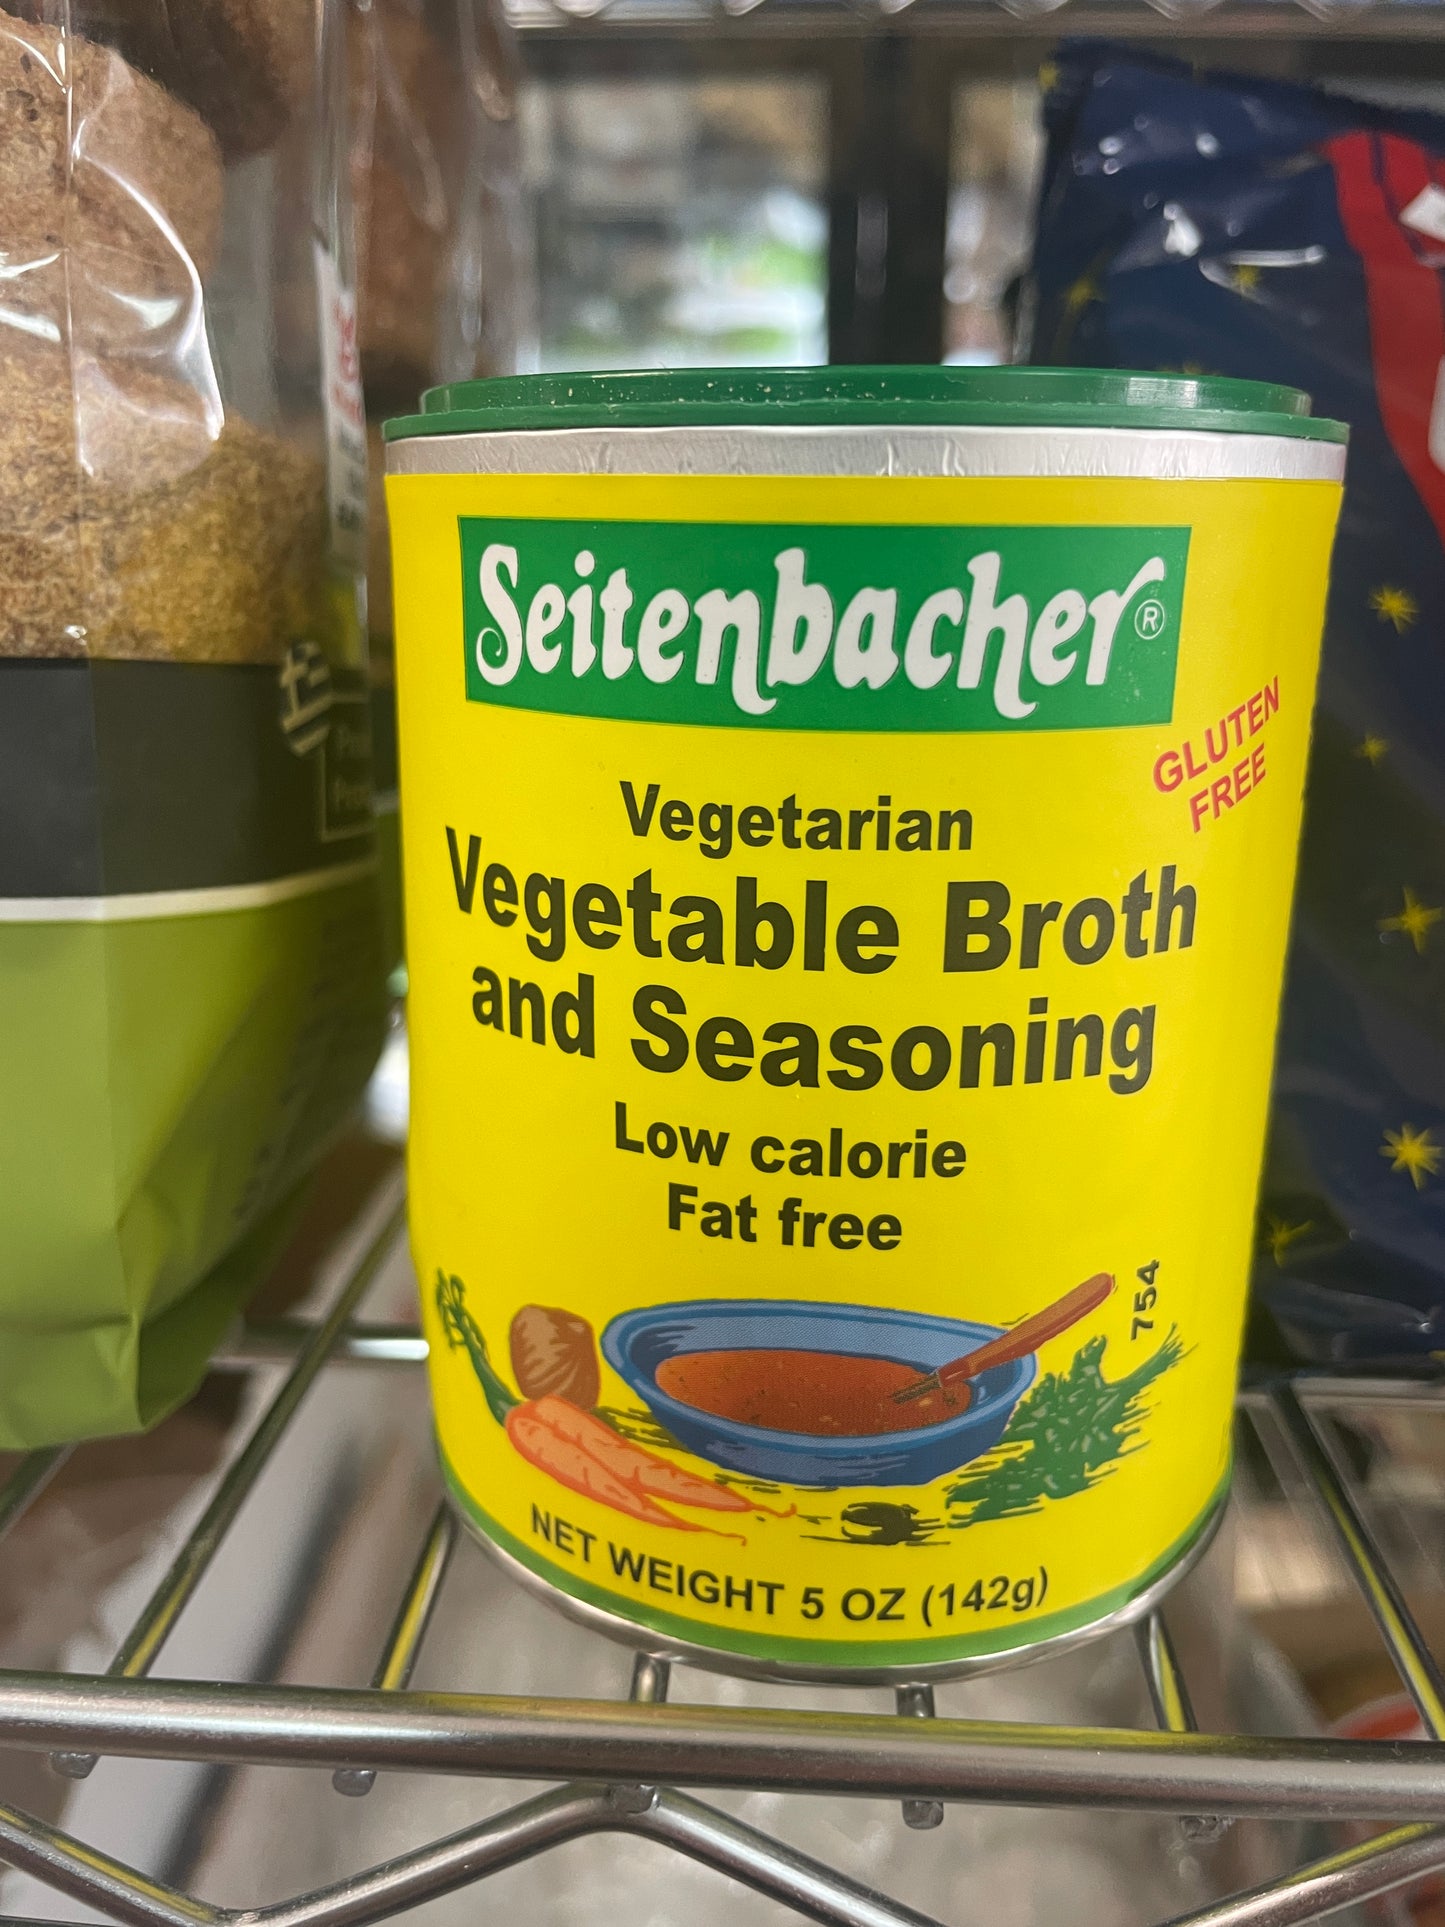 Seitenbacher®
GLUTEN
FREE
Vegetarian
Vegetable Broth
and Seasoning
Low calorie
Fat free
754
NET WEIGHT 5 OZ (142g)